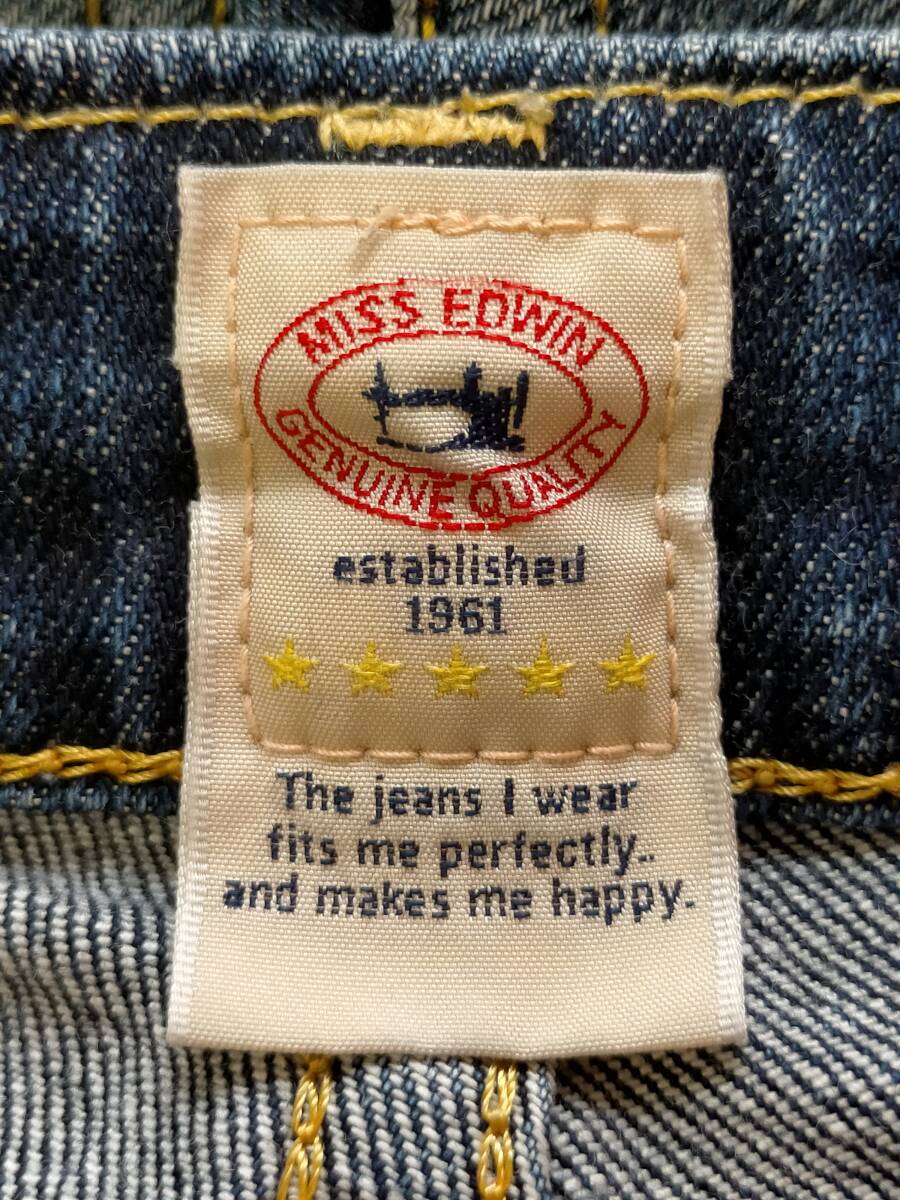 MISS EDWIN
GENUINE QUALITY
established
1961
The jeans I wear
fits me perfectly..
and makes me happy.